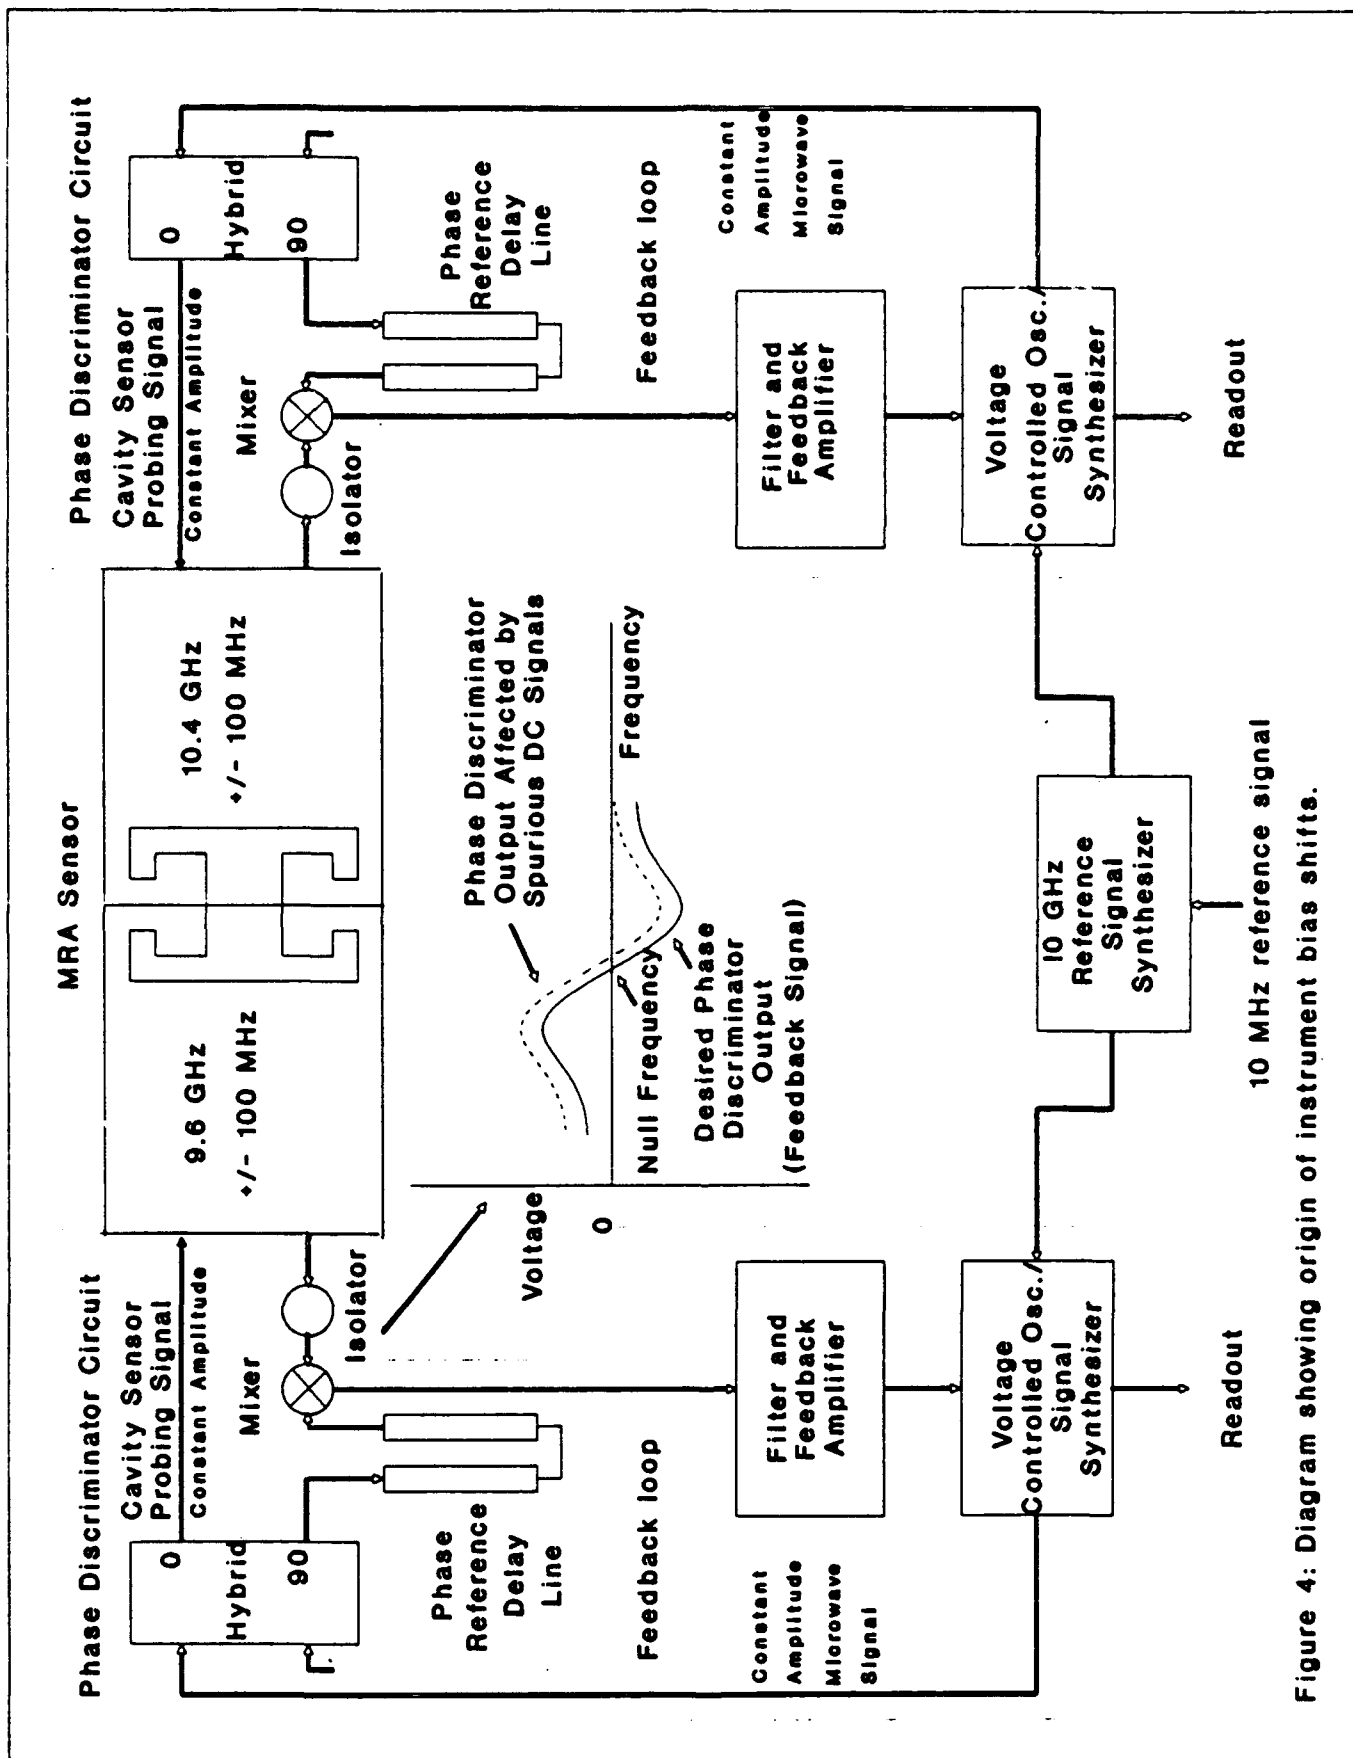 Phase Discriminator Circuit
MRA Sensor
Phase Discriminator Circuit
Cavity Sensor
Probing Signal
Constant Amplitude
0
Hybrid
90
9.6 GHz
+/- 100 MHz
10.4 GHz
+/- 100 MHz
Cavity Sensor
Probing Signal
Constant Amplitude
0
Hybrid
90
Mixer
Isolator
Isolator
Mixer
Phase
Reference
Delay
Line
Phase
Reference
Delay
Line
Voltage
0
Phase Discriminator
Output Affected by
Spurious DC Signals
Frequency
Null Frequency
Desired Phase
Discriminator
Output
(Feedback Signal)
Feedback loop
Feedback loop
Constant
Amplitude
Microwave
Signal
Filter and
Feedback
Amplifier
Filter and
Feedback
Amplifier
Constant
Amplitude
Microwave
Signal
Voltage
Controlled Osc./
Signal
Synthesizer
IO GHz
Reference
Signal
Synthesizer
Voltage
Controlled Osc./
Signal
Synthesizer
Readout
10 MHz reference signal
Readout
Figure 4: Diagram showing origin of instrument bias shifts.